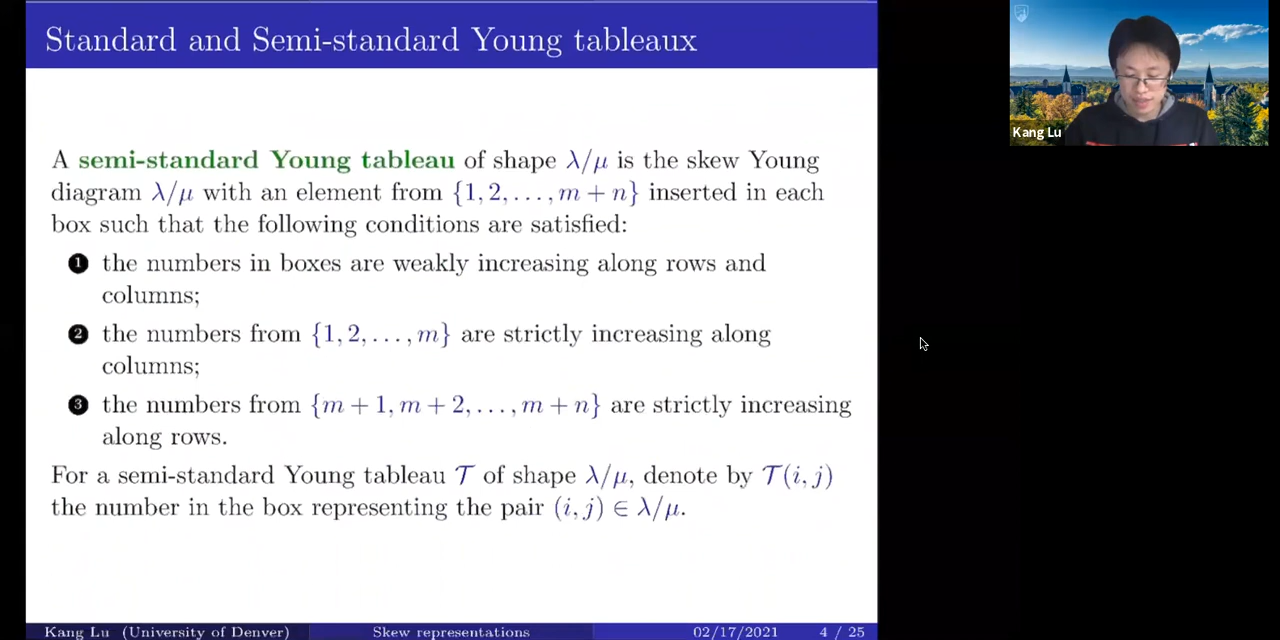 Standard and Semi-standard Young tableaux
A semi-standard Young tableau of shape λ/μ is the skew Young
diagram λ/μ with an element from {1, 2, . . . , m + n} inserted in each
box such that the following conditions are satisfied:
1 the numbers in boxes are weakly increasing along rows and
columns;
2 the numbers from {1, 2, . . . , m} are strictly increasing along
columns;
3 the numbers from {m + 1, m + 2, . . . , m + n} are strictly increasing
along rows.
For a semi-standard Young tableau 𝒯 of shape λ/μ, denote by 𝒯(i, j)
the number in the box representing the pair (i, j) ∈ λ/μ.
Kang Lu (University of Denver) Skew representations 02/17/2021 4 / 25
Kang Lu